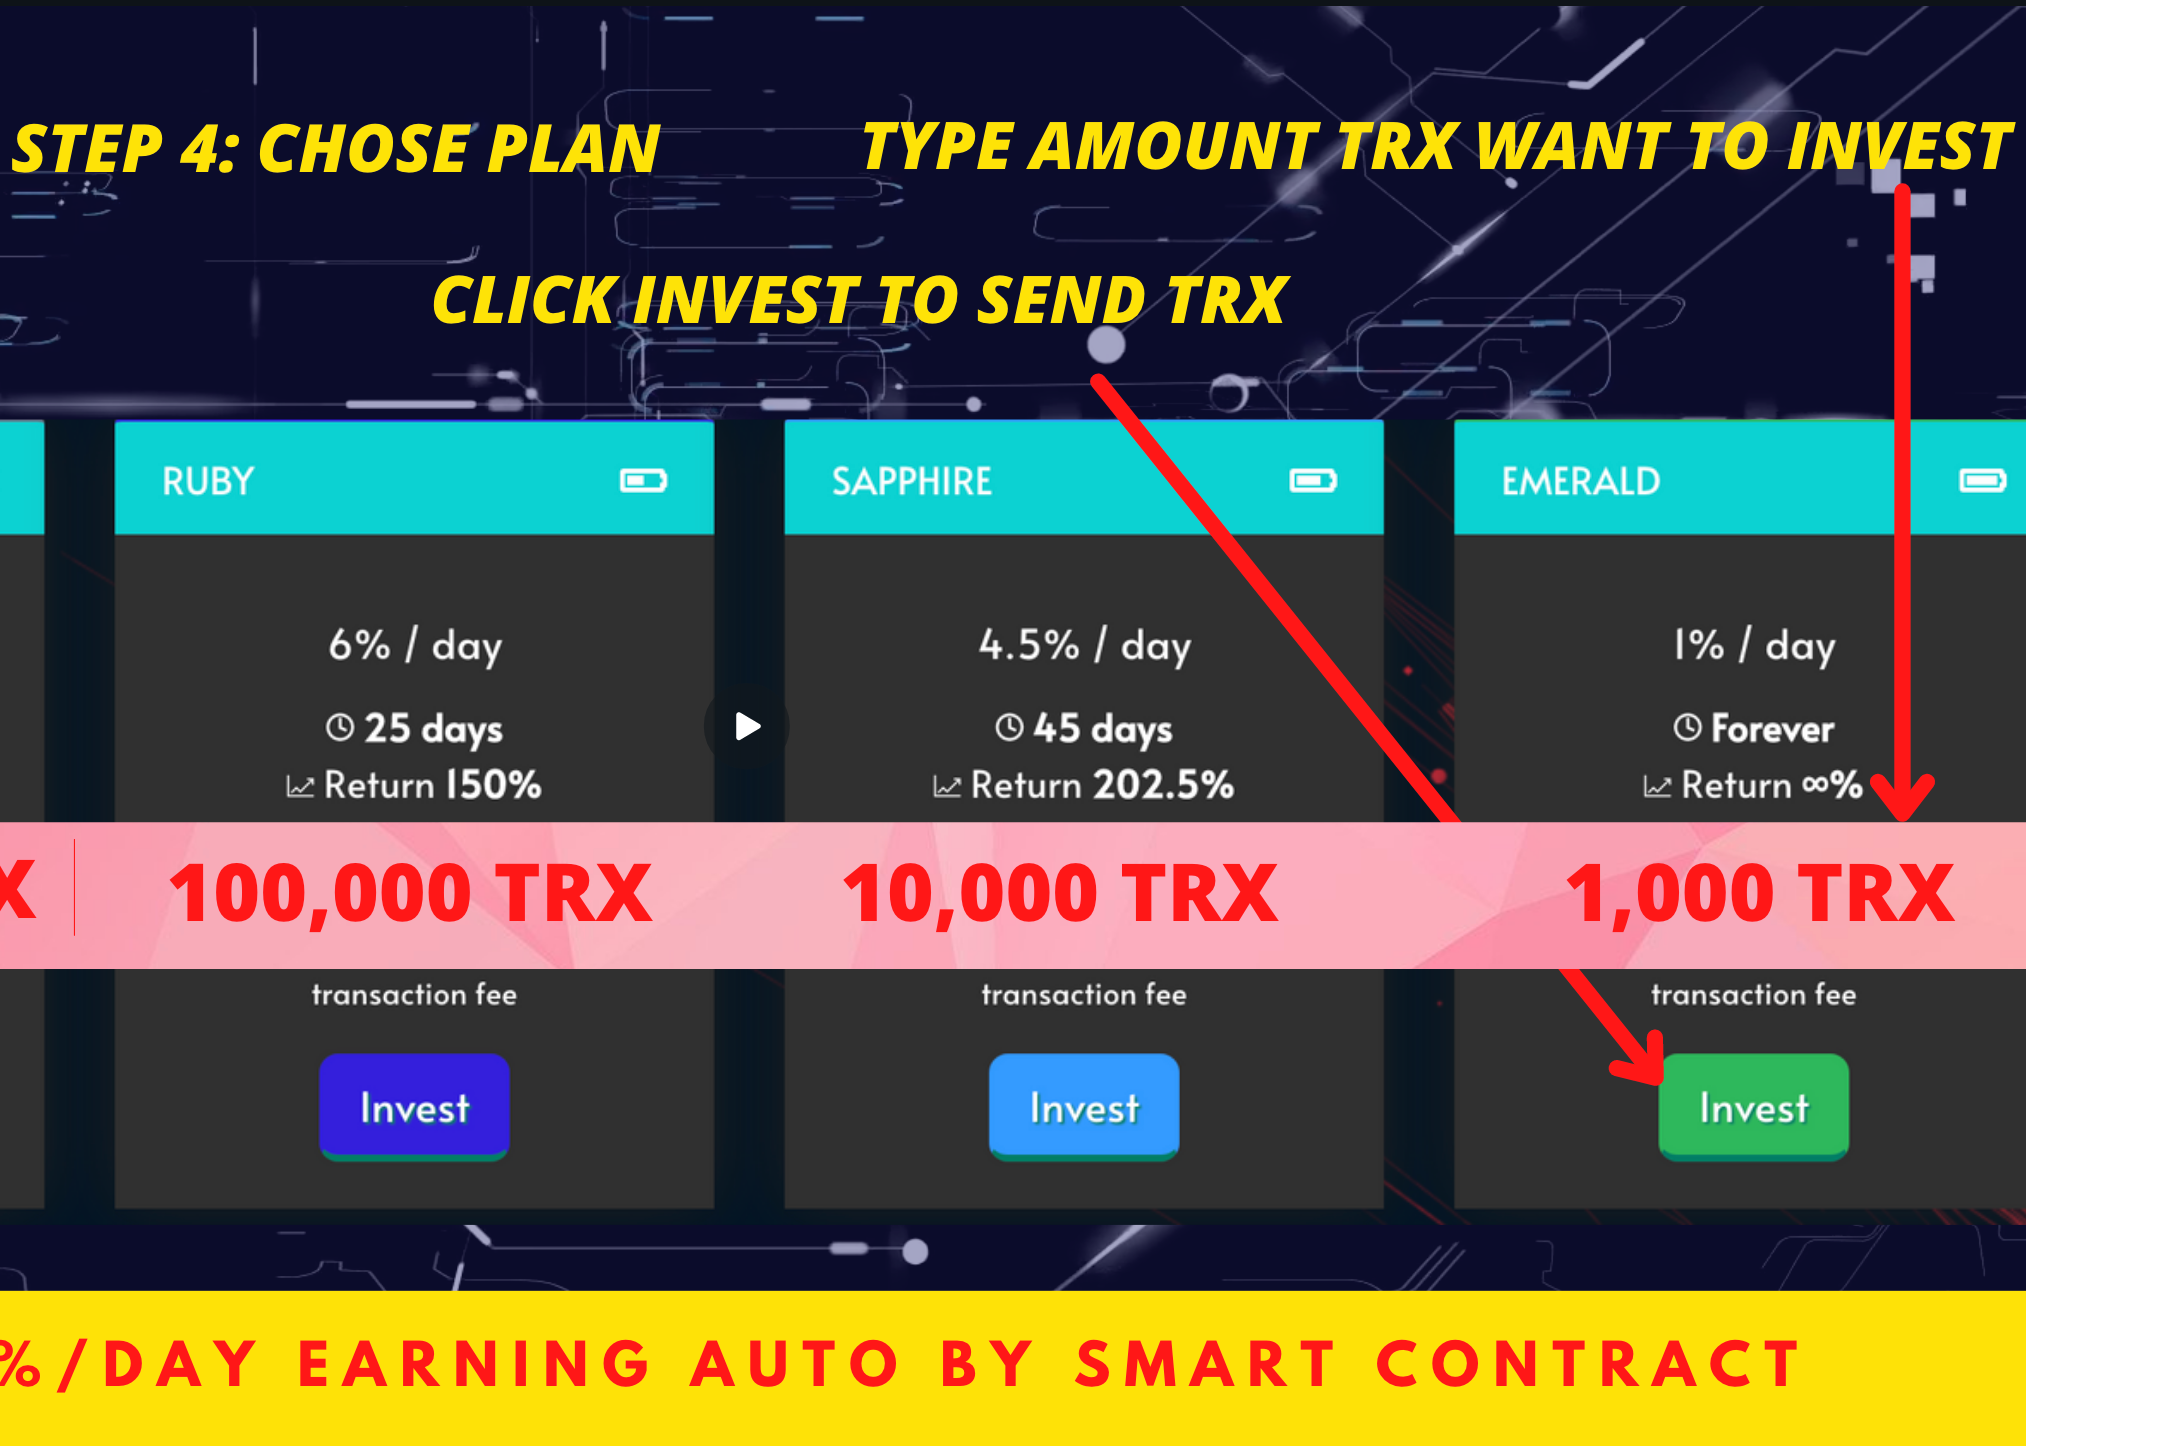 STEP 4: CHOSE PLAN
TYPE AMOUNT TRX WANT TO INVEST
CLICK INVEST TO SEND TRX
RUBY
SAPPHIRE
EMERALD
6% / day
4.5% / day
1% / day
25 days
45 days
Forever
Return 150%
Return 202.5%
Return ∞%
X
100,000 TRX
10,000 TRX
1,000 TRX
transaction fee
transaction fee
transaction fee
Invest
Invest
Invest
%/DAY EARNING AUTO BY SMART CONTRACT